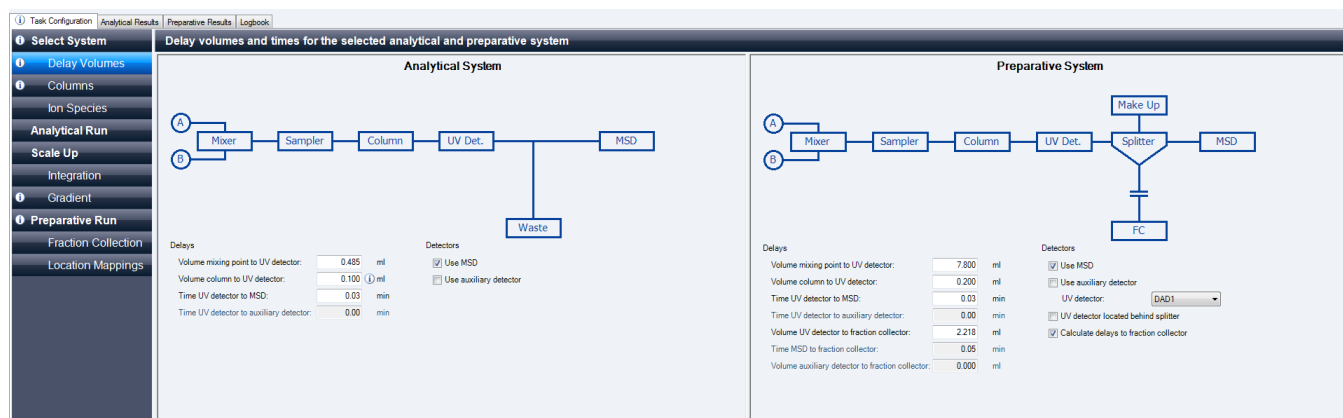 Task Configuration Analytical Results Preparative Results Logbook
Select System
Delay Volumes
Columns
Ion Species
Analytical Run
Scale Up
Integration
Gradient
Preparative Run
Fraction Collection
Location Mappings
Delay volumes and times for the selected analytical and preparative system
Analytical System
A
B
Mixer Sampler Column UV Det. MSD
Waste
Delays
Volume mixing point to UV detector: 0.485 ml
Volume column to UV detector: 0.100 ml
Time UV detector to MSD: 0.03 min
Time UV detector to auxiliary detector: 0.00 min
Detectors
Use MSD
Use auxiliary detector
Preparative System
Make Up
A
B
Mixer Sampler Column UV Det. Splitter MSD
FC
Delays
Volume mixing point to UV detector: 7.800 ml
Volume column to UV detector: 0.200 ml
Time UV detector to MSD: 0.03 min
Time UV detector to auxiliary detector: 0.00 min
Volume UV detector to fraction collector: 2.218 ml
Time MSD to fraction collector: 0.05 min
Volume auxiliary detector to fraction collector: 0.000 ml
Detectors
Use MSD
Use auxiliary detector
UV detector: DAD1
UV detector located behind splitter
Calculate delays to fraction collector